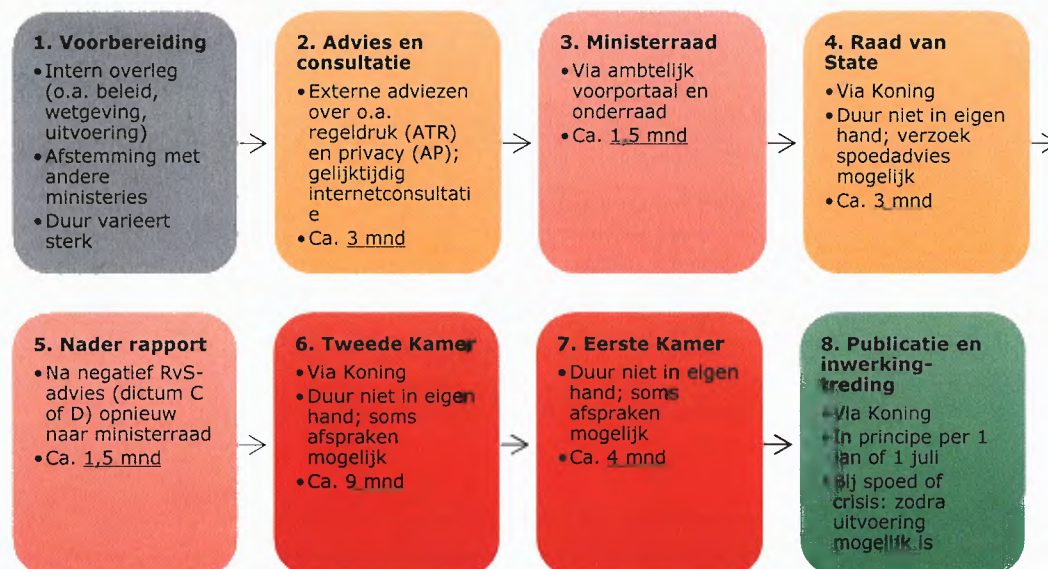 1. Voorbereiding
• Intern overleg
(o.a. beleid,
wetgeving,
uitvoering)
• Afstemming met
andere
ministeries
• Duur varieert
sterk
2. Advies en
consultatie
• Externe adviezen
over o.a.
regeldruk (ATR)
en privacy (AP);
gelijktijdig
internetconsultati
e
• Ca. 3 mnd
3. Ministerraad
• Via ambtelijk
voorportaal en
onderraad
• Ca. 1,5 mnd
4. Raad van
State
• Via Koning
• Duur niet in eigen
hand; verzoek
spoedadvies
mogelijk
• Ca. 3 mnd
5. Nader rapport
• Na negatief RvS-
advies (dictum C
of D) opnieuw
naar ministerraad
• Ca. 1,5 mnd
6. Tweede Kamer
• Via Koning
• Duur niet in eigen
hand; soms
afspraken
mogelijk
• Ca. 9 mnd
7. Eerste Kamer
• Duur niet in eigen
hand; soms
afspraken
mogelijk
• Ca. 4 mnd
8. Publicatie en
inwerking-
treding
• Via Koning
• In principe per 1
jan of 1 juli
• Bij spoed of
crisis: zodra
uitvoering
mogelijk is